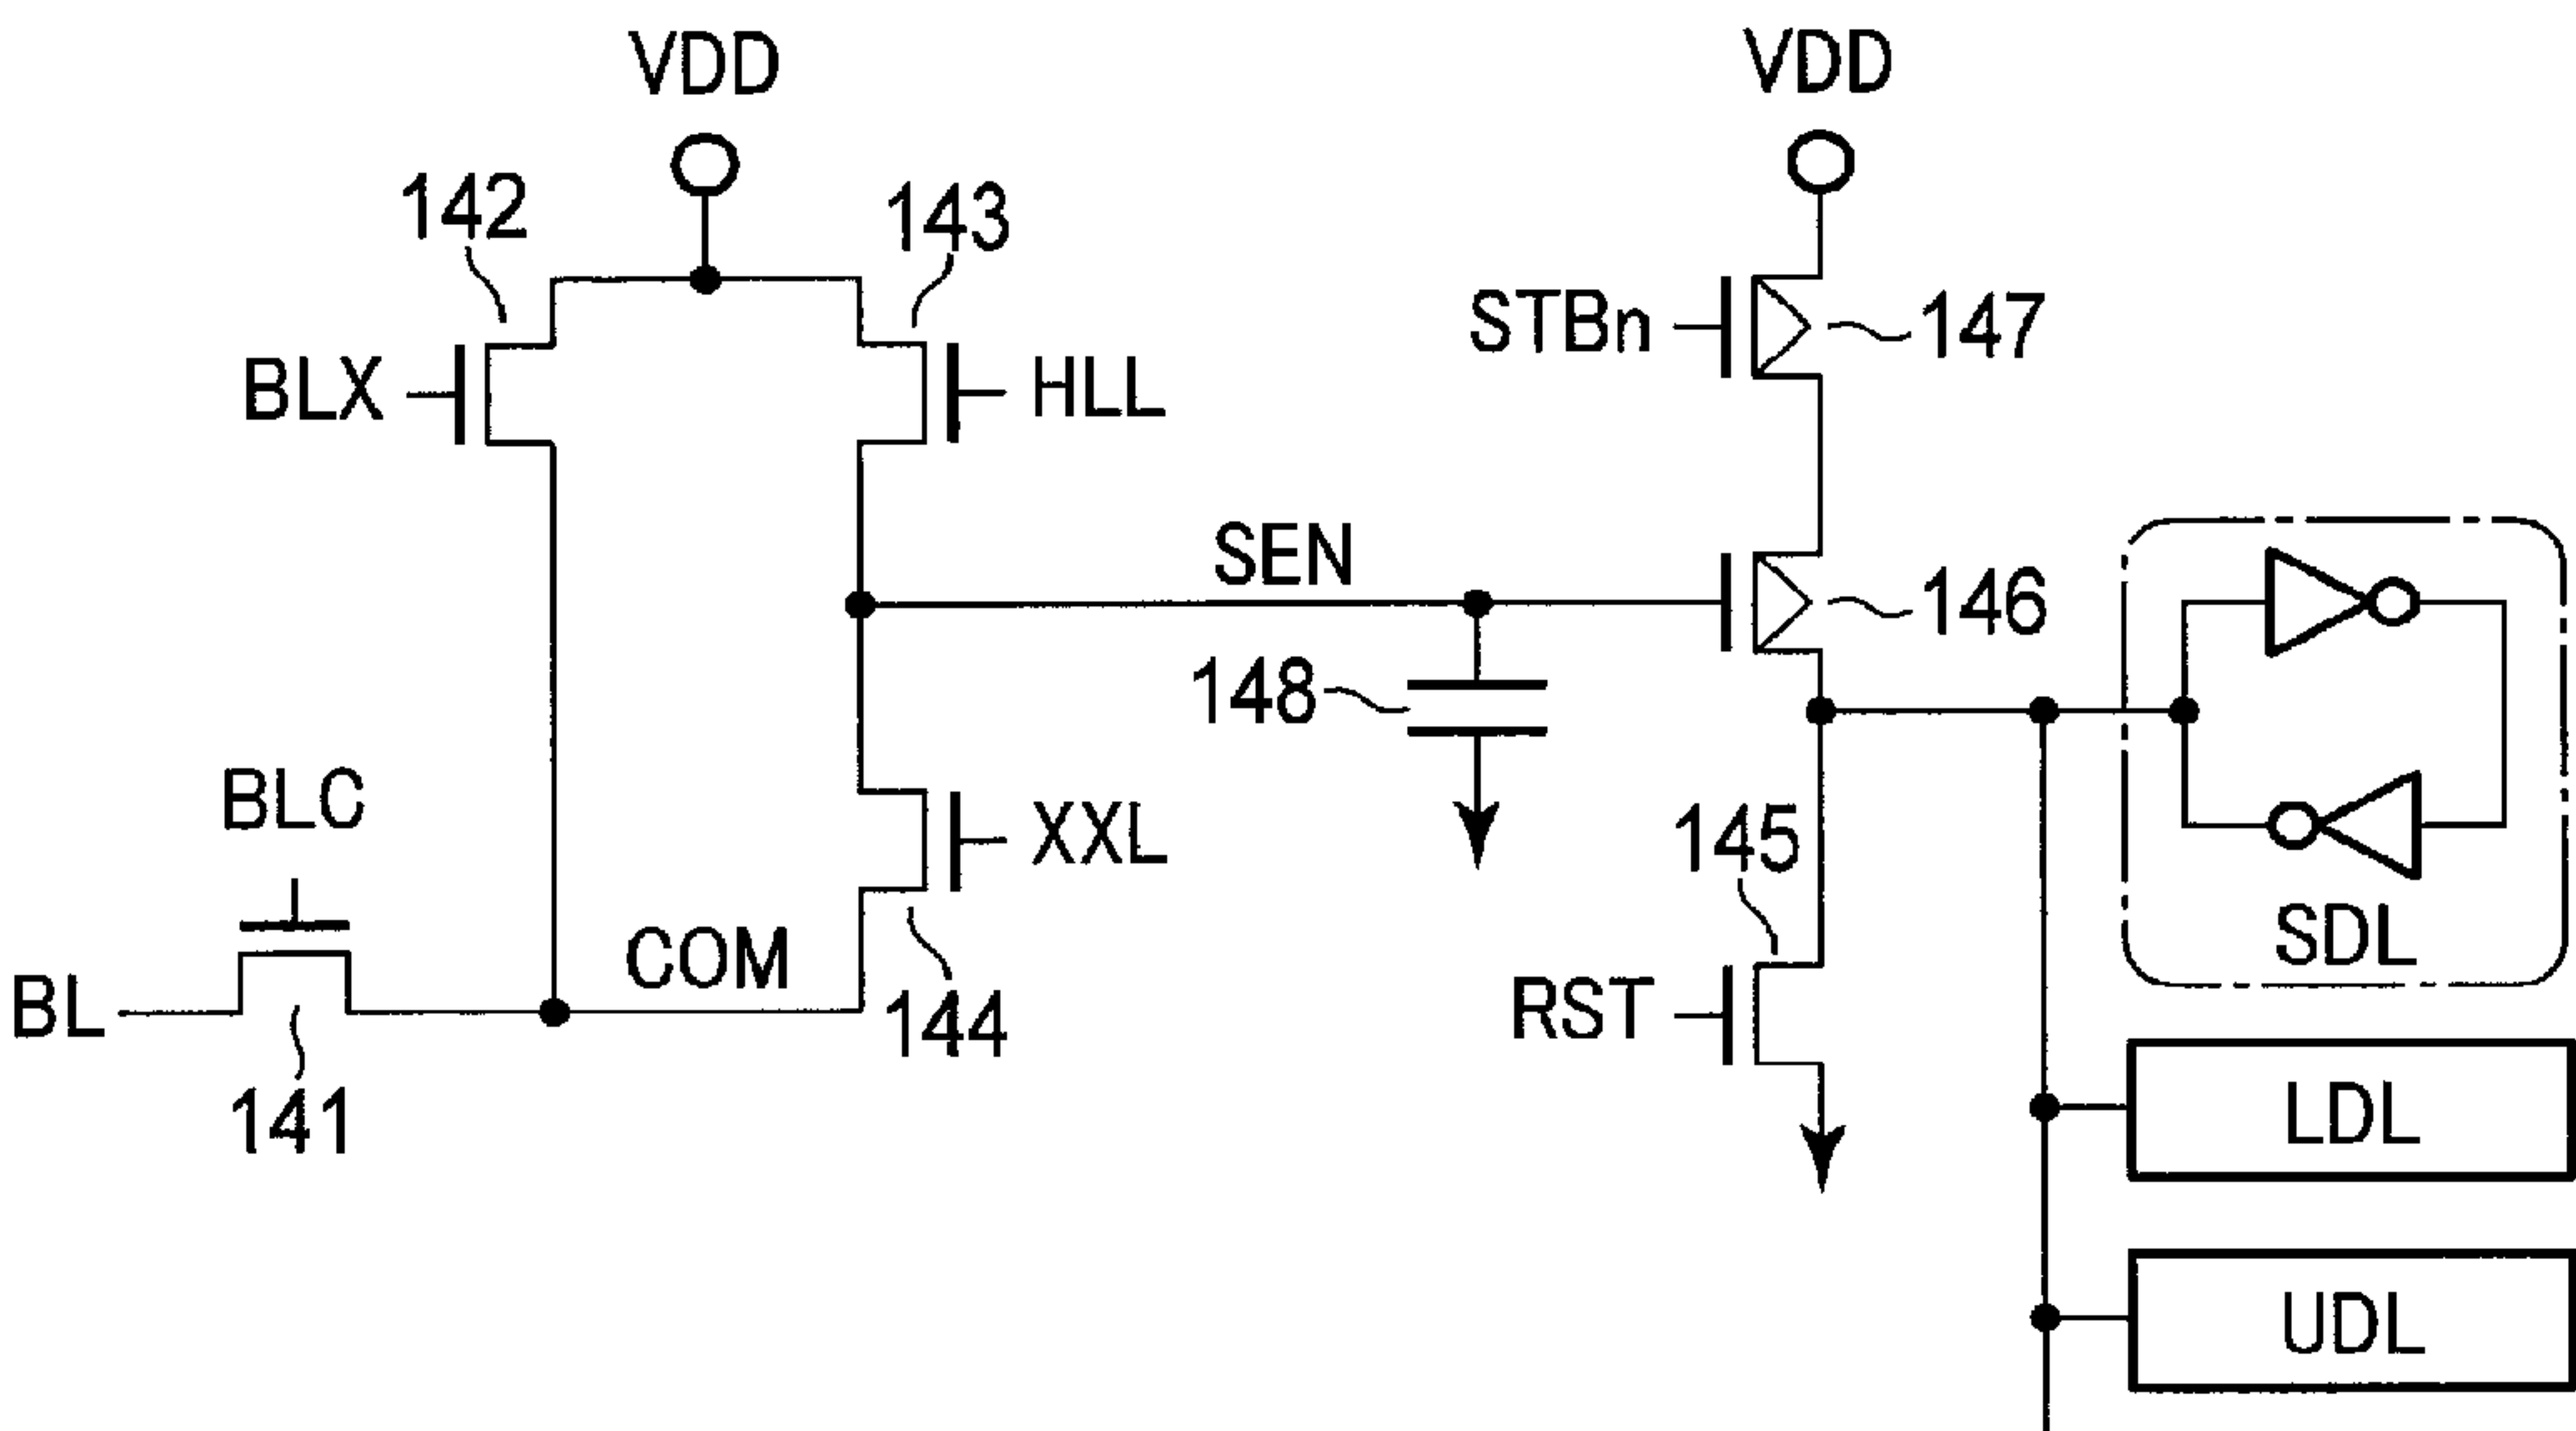 VDD
VDD
142
143
BLX
HLL
STBn
147
SEN
146
148
BLC
XXL
145
COM
SDL
BL
144
RST
141
LDL
UDL